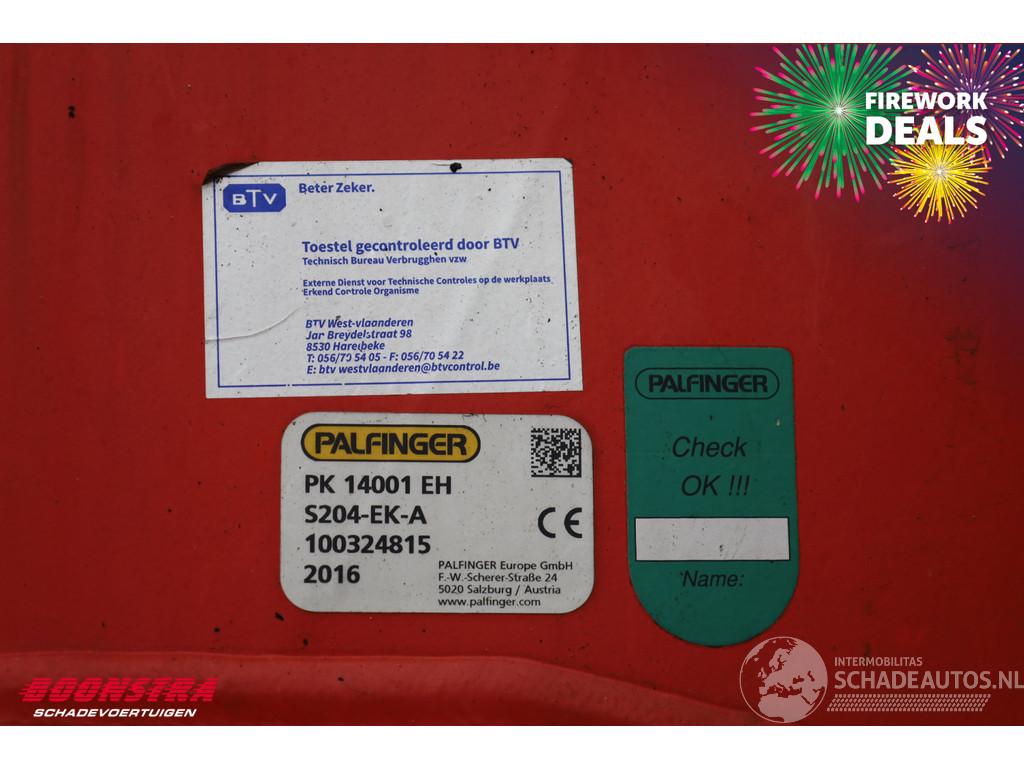 FIREWORK
DEALS
BTV
Beter Zeker.
Toestel gecontroleerd door BTV
Technisch Bureau Verbrugghen vzw
Externe Dienst voor Technische Controles op de werkplaats
Erkend Controle Organisme
BTV West-vlaanderen
Jan Breydelstraat 98
8530 Harelbeke
T: 056/70 54 05 - F: 056/70 54 22
E: btv westvlaanderen@btvcontrol.be
PALFINGER
PK 14001 EH
S204-EK-A
100324815
2016
CE
PALFINGER Europe GmbH
F.-W.-Scherer-Straße 24
5020 Salzburg / Austria
www.palfinger.com
PALFINGER
Check
OK !!!
Name:
BOONSTRA
SCHADEVOERTUIGEN
INTERMOBILITAS
SCHADEAUTOS.NL